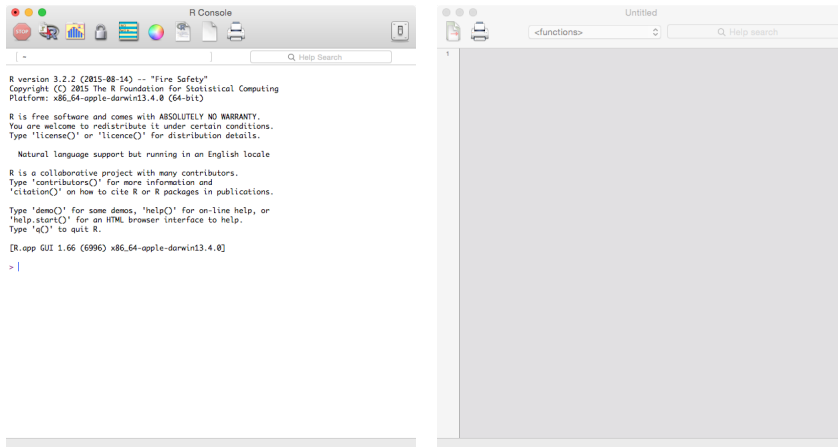 R Console
STOP
Help Search
R version 3.2.2 (2015-08-14) -- "Fire Safety"
Copyright (C) 2015 The R Foundation for Statistical Computing
Platform: x86_64-apple-darwin13.4.0 (64-bit)
R is free software and comes with ABSOLUTELY NO WARRANTY.
You are welcome to redistribute it under certain conditions.
Type 'license()' or 'licence()' for distribution details.
Natural language support but running in an English locale
R is a collaborative project with many contributors.
Type 'contributors()' for more information and
'citation()' on how to cite R or R packages in publications.
Type 'demo()' for some demos, 'help()' for on-line help, or
'help.start()' for an HTML browser interface to help.
Type 'q()' to quit R.
[R.app GUI 1.66 (6996) x86_64-apple-darwin13.4.0]
>
Untitled
<functions>
Help search
1